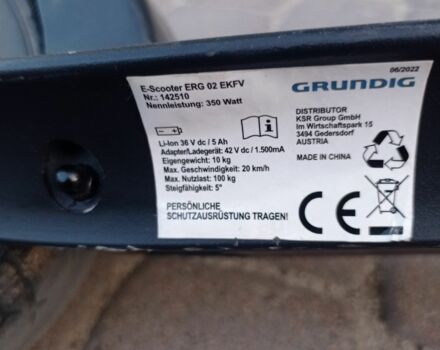 E-Scooter ERG 02 EKFV
Nr.: 142510
Nennleistung: 350 Watt
Li-Ion 36 V dc / 5 Ah
Adapter/Ladegerät: 42 V dc / 1.500mA
Eigengewicht: 10 kg
Max. Geschwindigkeit: 20 km/h
Max. Nutzlast: 100 kg
Steigfähigkeit: 5°
PERSÖNLICHE
SCHUTZAUSRÜSTUNG TRAGEN!
06/2022
GRUNDIG
DISTRIBUTOR
KSR Group GmbH
Im Wirtschaftspark 15
3494 Gedersdorf
AUSTRIA
MADE IN CHINA
CE